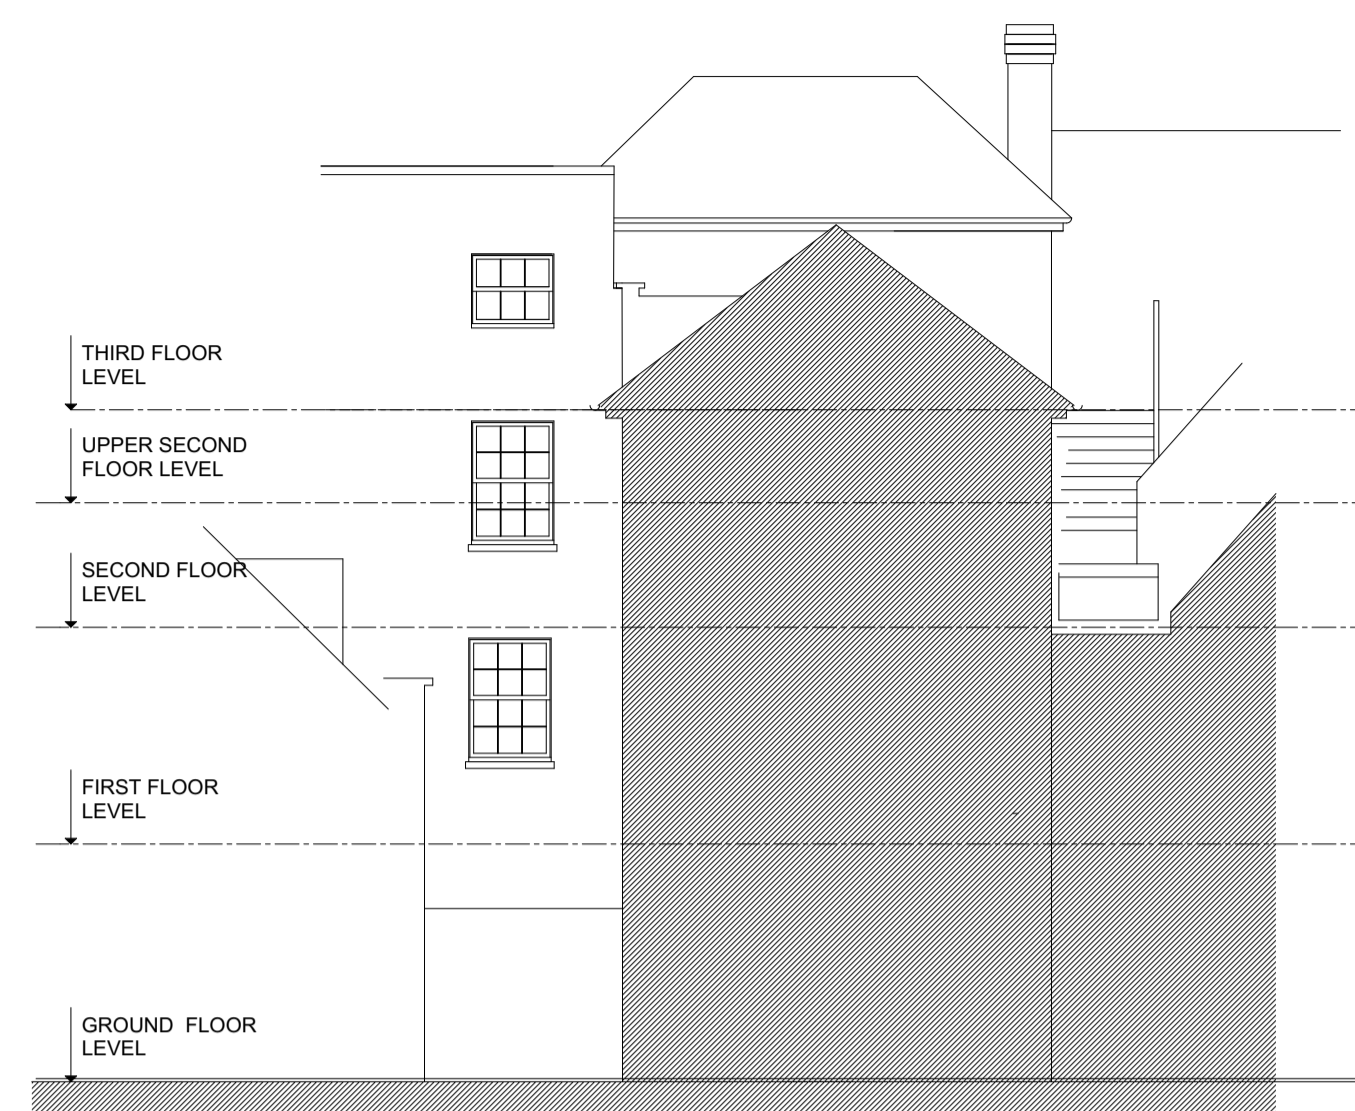 THIRD FLOOR
LEVEL
UPPER SECOND
FLOOR LEVEL
SECOND FLOOR
LEVEL
FIRST FLOOR
LEVEL
GROUND FLOOR
LEVEL